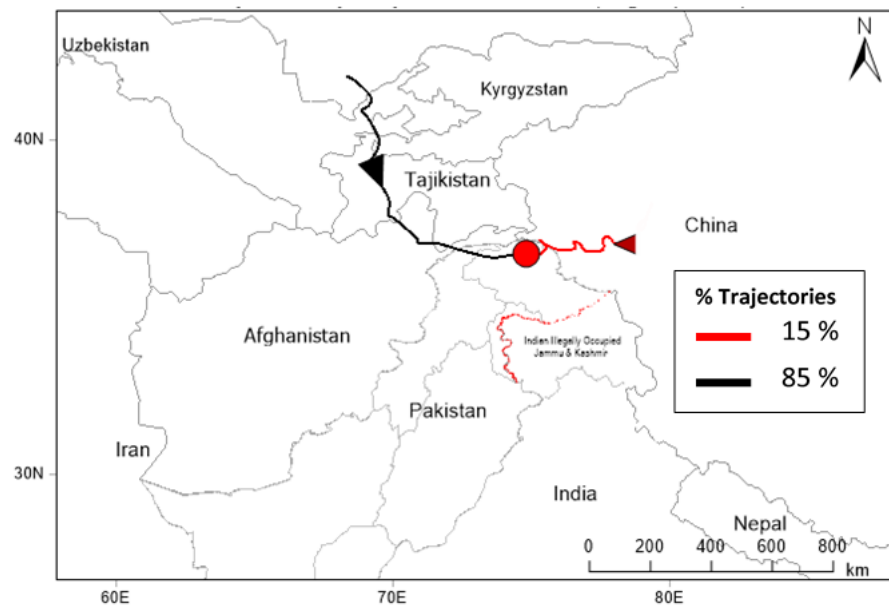 N
Uzbekistan
Kyrgyzstan
40N
Tajikistan
China
% Trajectories
15 %
85 %
Afghanistan
Indian Illegally Occupied
Jammu & Kashmir
Pakistan
Iran
30N
India
Nepal
0 200 400 600 800
km
60E 70E 80E